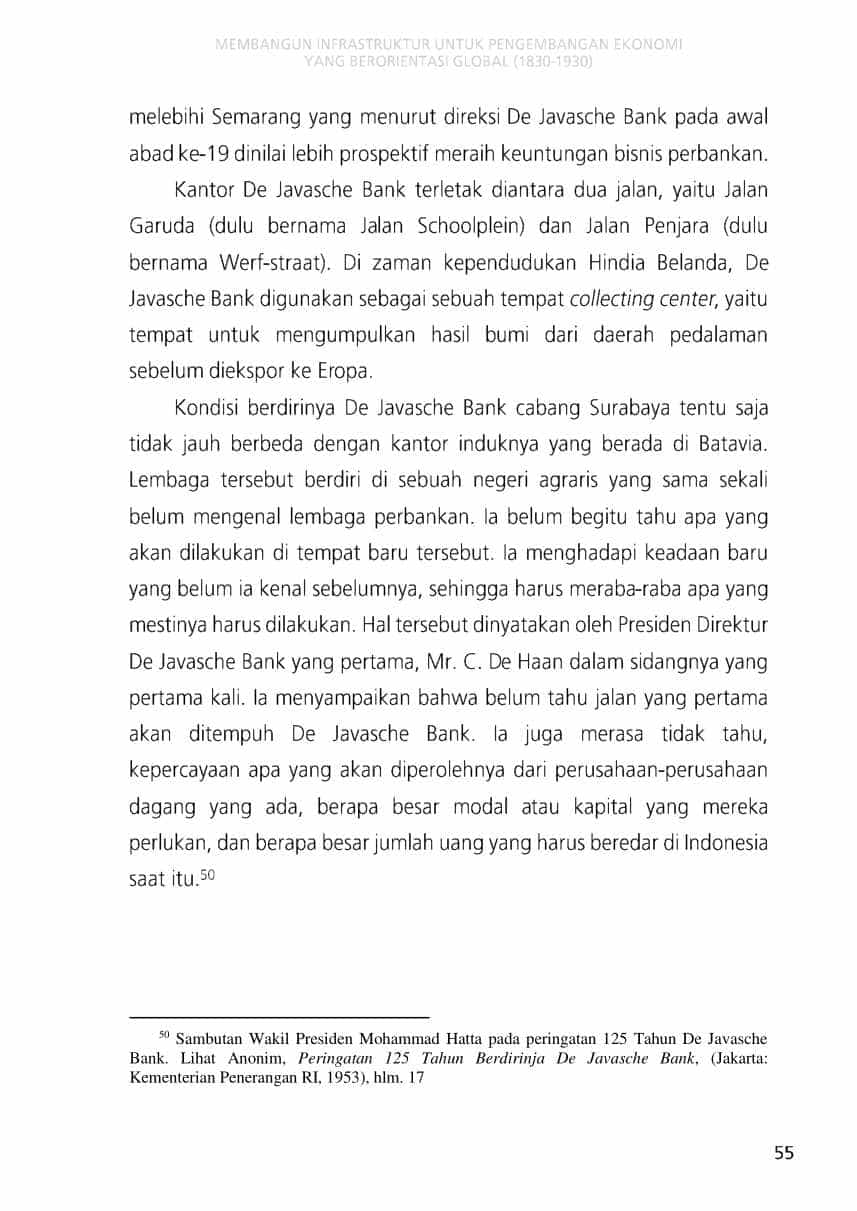 MEMBANGUN INFRASTRUKTUR UNTUK PENGEMBANGAN EKONOMI
YANG BERORIENTASI GLOBAL (1830-1930)
melebihi Semarang yang menurut direksi De Javasche Bank pada awal
abad ke-19 dinilai lebih prospektif meraih keuntungan bisnis perbankan.
Kantor De Javasche Bank terletak diantara dua jalan, yaitu Jalan
Garuda (dulu bernama Jalan Schoolplein) dan Jalan Penjara (dulu
bernama Werf-straat). Di zaman kependudukan Hindia Belanda, De
Javasche Bank digunakan sebagai sebuah tempat collecting center, yaitu
tempat untuk mengumpulkan hasil bumi dari daerah pedalaman
sebelum diekspor ke Eropa.
Kondisi berdirinya De Javasche Bank cabang Surabaya tentu saja
tidak jauh berbeda dengan kantor induknya yang berada di Batavia.
Lembaga tersebut berdiri di sebuah negeri agraris yang sama sekali
belum mengenal lembaga perbankan. Ia belum begitu tahu apa yang
akan dilakukan di tempat baru tersebut. Ia menghadapi keadaan baru
yang belum ia kenal sebelumnya, sehingga harus meraba-raba apa yang
mestinya harus dilakukan. Hal tersebut dinyatakan oleh Presiden Direktur
De Javasche Bank yang pertama, Mr. C. De Haan dalam sidangnya yang
pertama kali. Ia menyampaikan bahwa belum tahu jalan yang pertama
akan ditempuh De Javasche Bank. Ia juga merasa tidak tahu,
kepercayaan apa yang akan diperolehnya dari perusahaan-perusahaan
dagang yang ada, berapa besar modal atau kapital yang mereka
perlukan, dan berapa besar jumlah uang yang harus beredar di Indonesia
saat itu.50
50 Sambutan Wakil Presiden Mohammad Hatta pada peringatan 125 Tahun De Javasche
Bank. Lihat Anonim, Peringatan 125 Tahun Berdirinja De Javasche Bank, (Jakarta:
Kementerian Penerangan RI, 1953), hlm. 17
55